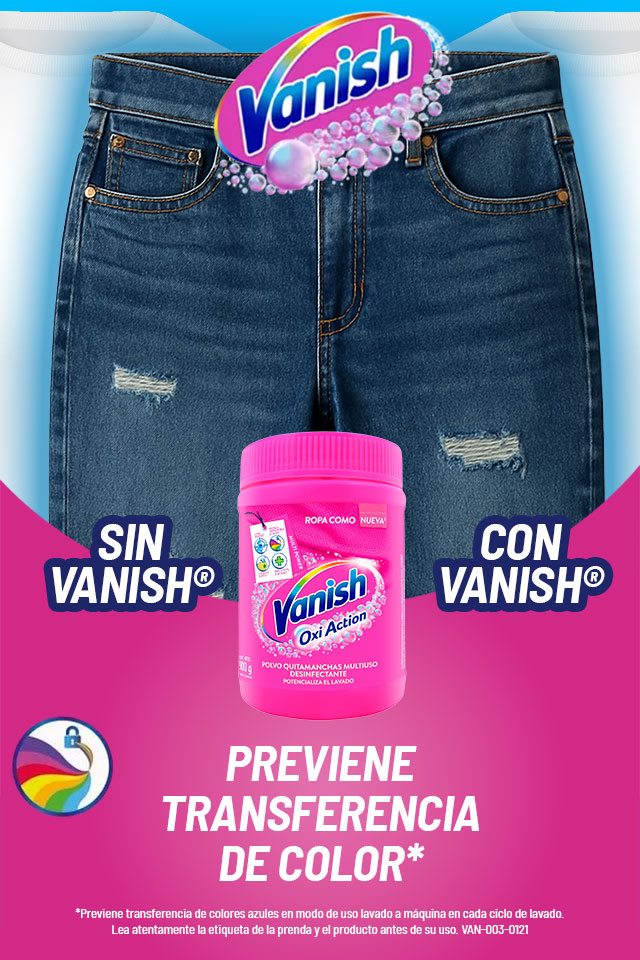 Vanish
SIN
VANISH®
CON
VANISH®
ROPA COMO NUEVA
Vanish
Oxi Action
900 g
POLVO QUITAMANCHAS MULTIUSO
DESINFECTANTE
POTENCIALIZA EL LAVADO
PREVIENE
TRANSFERENCIA
DE COLOR*
*Previene transferencia de colores azules en modo de uso lavado a máquina en cada ciclo de lavado.
Lea atentamente la etiqueta de la prenda y el producto antes de su uso. VAN-003-0121